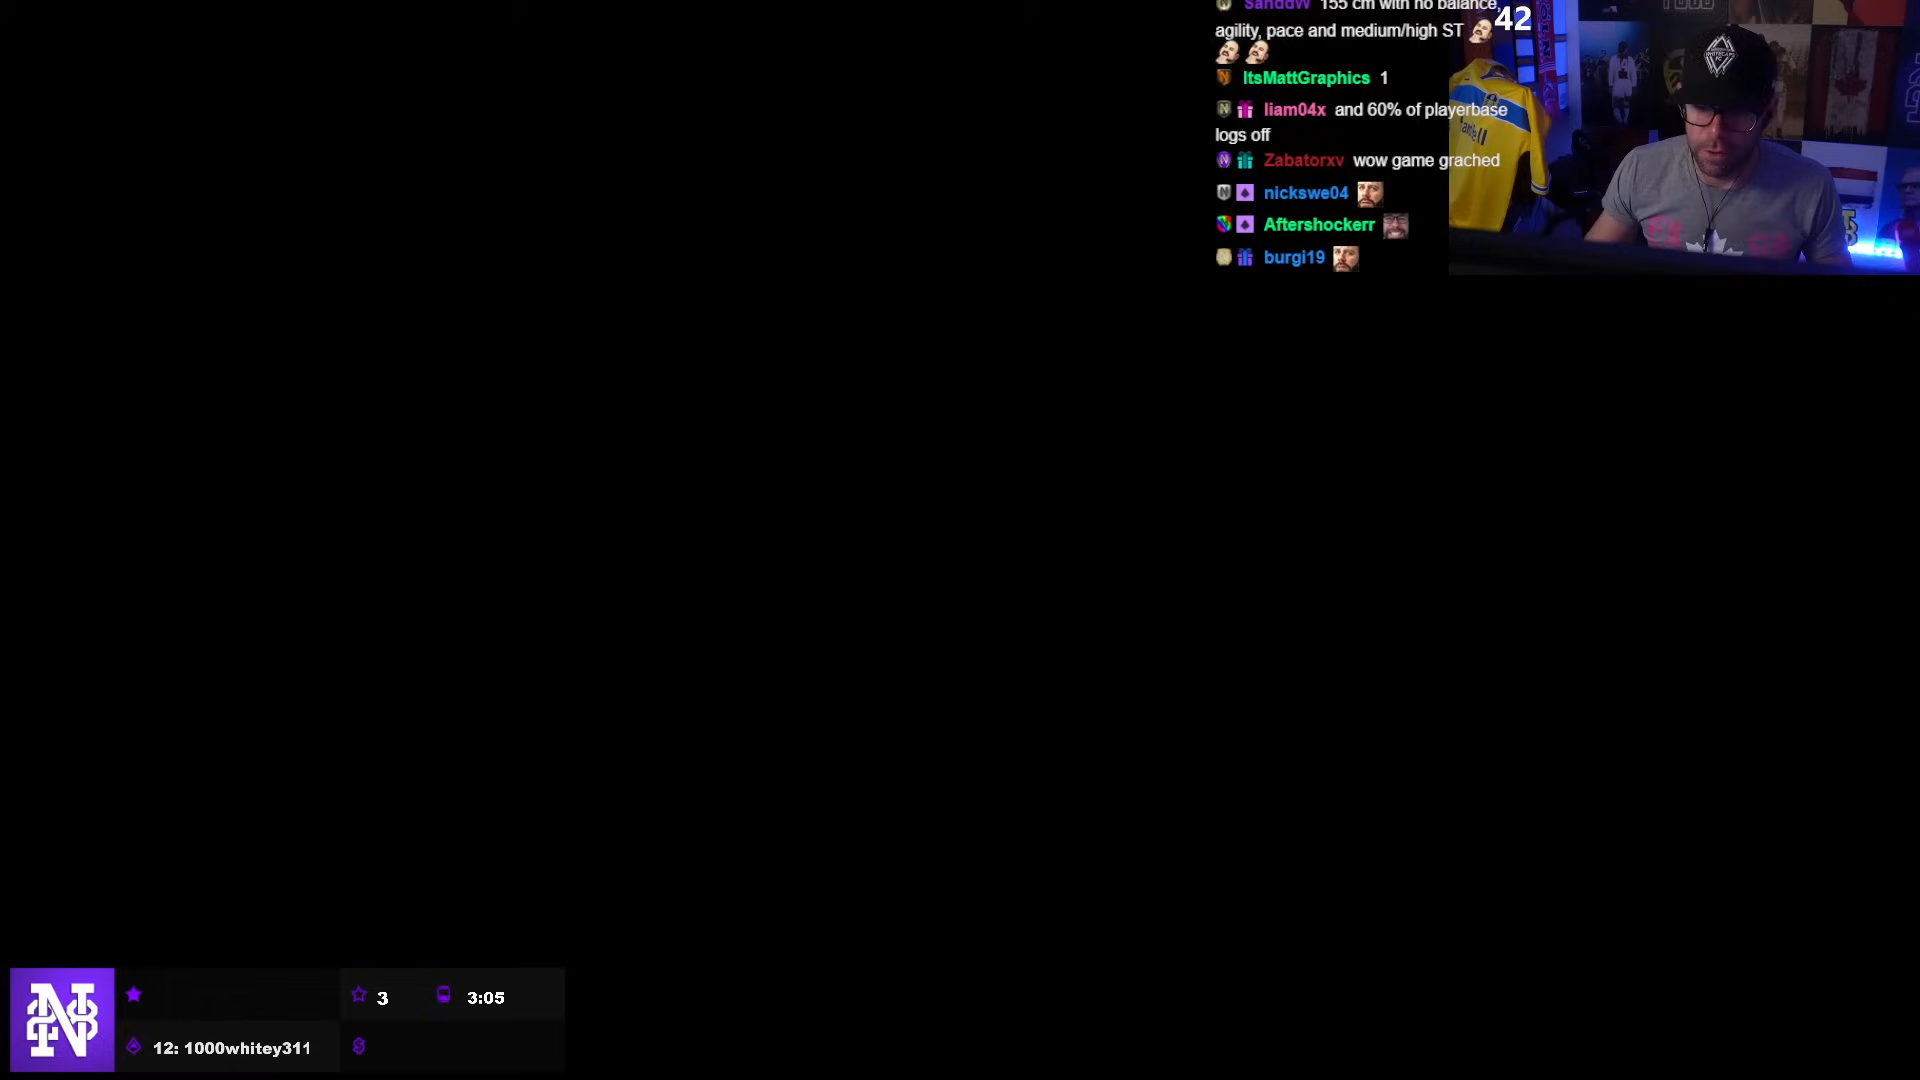 SanddW 155 cm with no balance,
agility, pace and medium/high ST
42
ItsMattGraphics 1
liam04x and 60% of playerbase
logs off
Zabatorxv wow game grached
nickswe04
Aftershockerr
burgi19
3 3:05
12: 1000whitey311